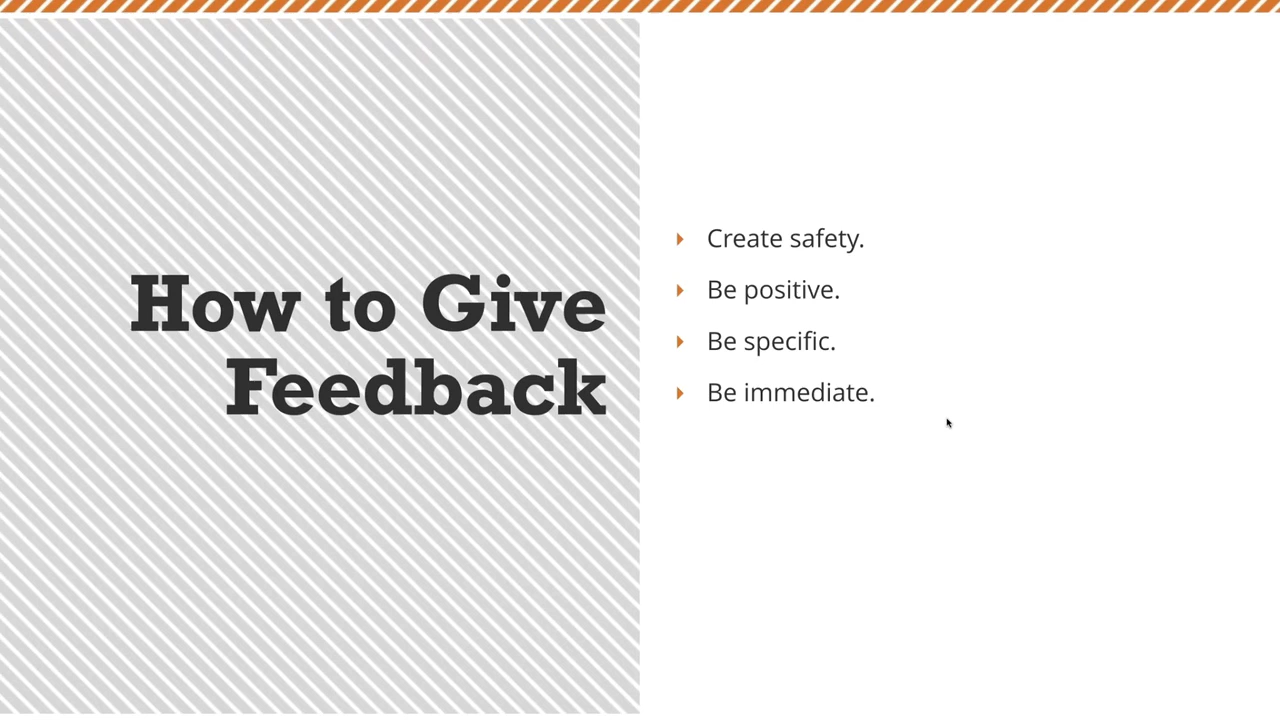 How to Give
Feedback
Create safety.
Be positive.
Be specific.
Be immediate.